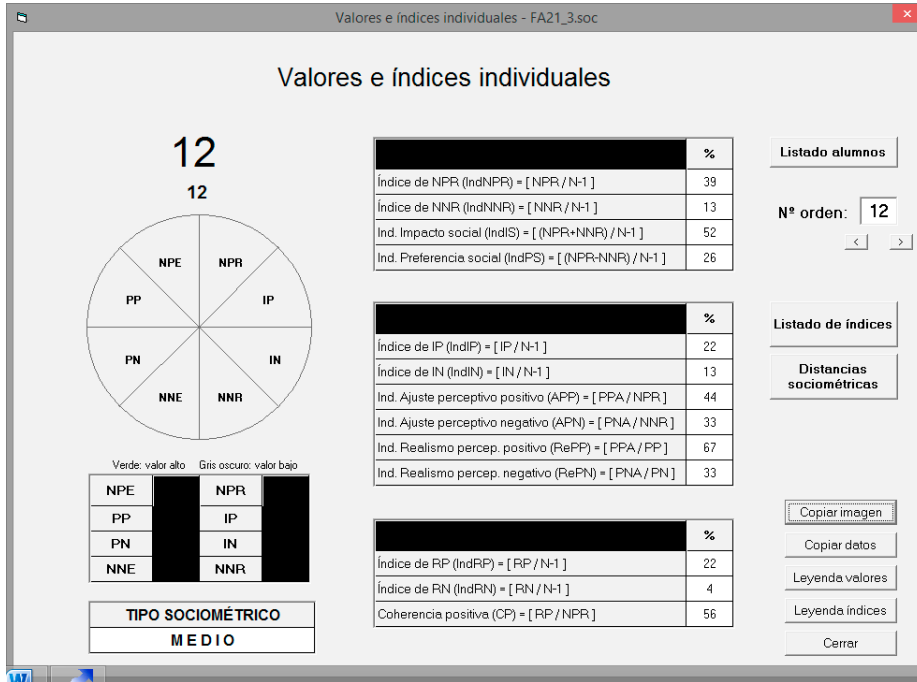 Valores e índices individuales - FA21_3.soc
Valores e índices individuales
12
12
NPE
NPR
PP
IP
PN
IN
NNE
NNR
Verde: valor alto Gris oscuro: valor bajo
NPE NPR
PP IP
PN IN
NNE NNR
TIPO SOCIOMÉTRICO
MEDIO
%
Índice de NPR (IndNPR) = [ NPR / N-1 ] 39
Índice de NNR (IndNNR) = [ NNR / N-1 ] 13
Ind. Impacto social (IndIS) = [ (NPR+NNR) / N-1 ] 52
Ind. Preferencia social (IndPS) = [ (NPR-NNR) / N-1 ] 26
%
Índice de IP (IndIP) = [ IP / N-1 ] 22
Índice de IN (IndIN) = [ IN / N-1 ] 13
Ind. Ajuste perceptivo positivo (APP) = [ PPA / NPR ] 44
Ind. Ajuste perceptivo negativo (APN) = [ PNA / NNR ] 33
Ind. Realismo percep. positivo (RePP) = [ PPA / PP ] 67
Ind. Realismo percep. negativo (RePN) = [ PNA / PN ] 33
%
Índice de RP (IndRP) = [ RP / N-1 ] 22
Índice de RN (IndRN) = [ RN / N-1 ] 4
Coherencia positiva (CP) = [ RP / NPR ] 56
Listado alumnos
Nº orden: 12
< >
Listado de índices
Distancias
sociométricas
Copiar imagen
Copiar datos
Leyenda valores
Leyenda índices
Cerrar